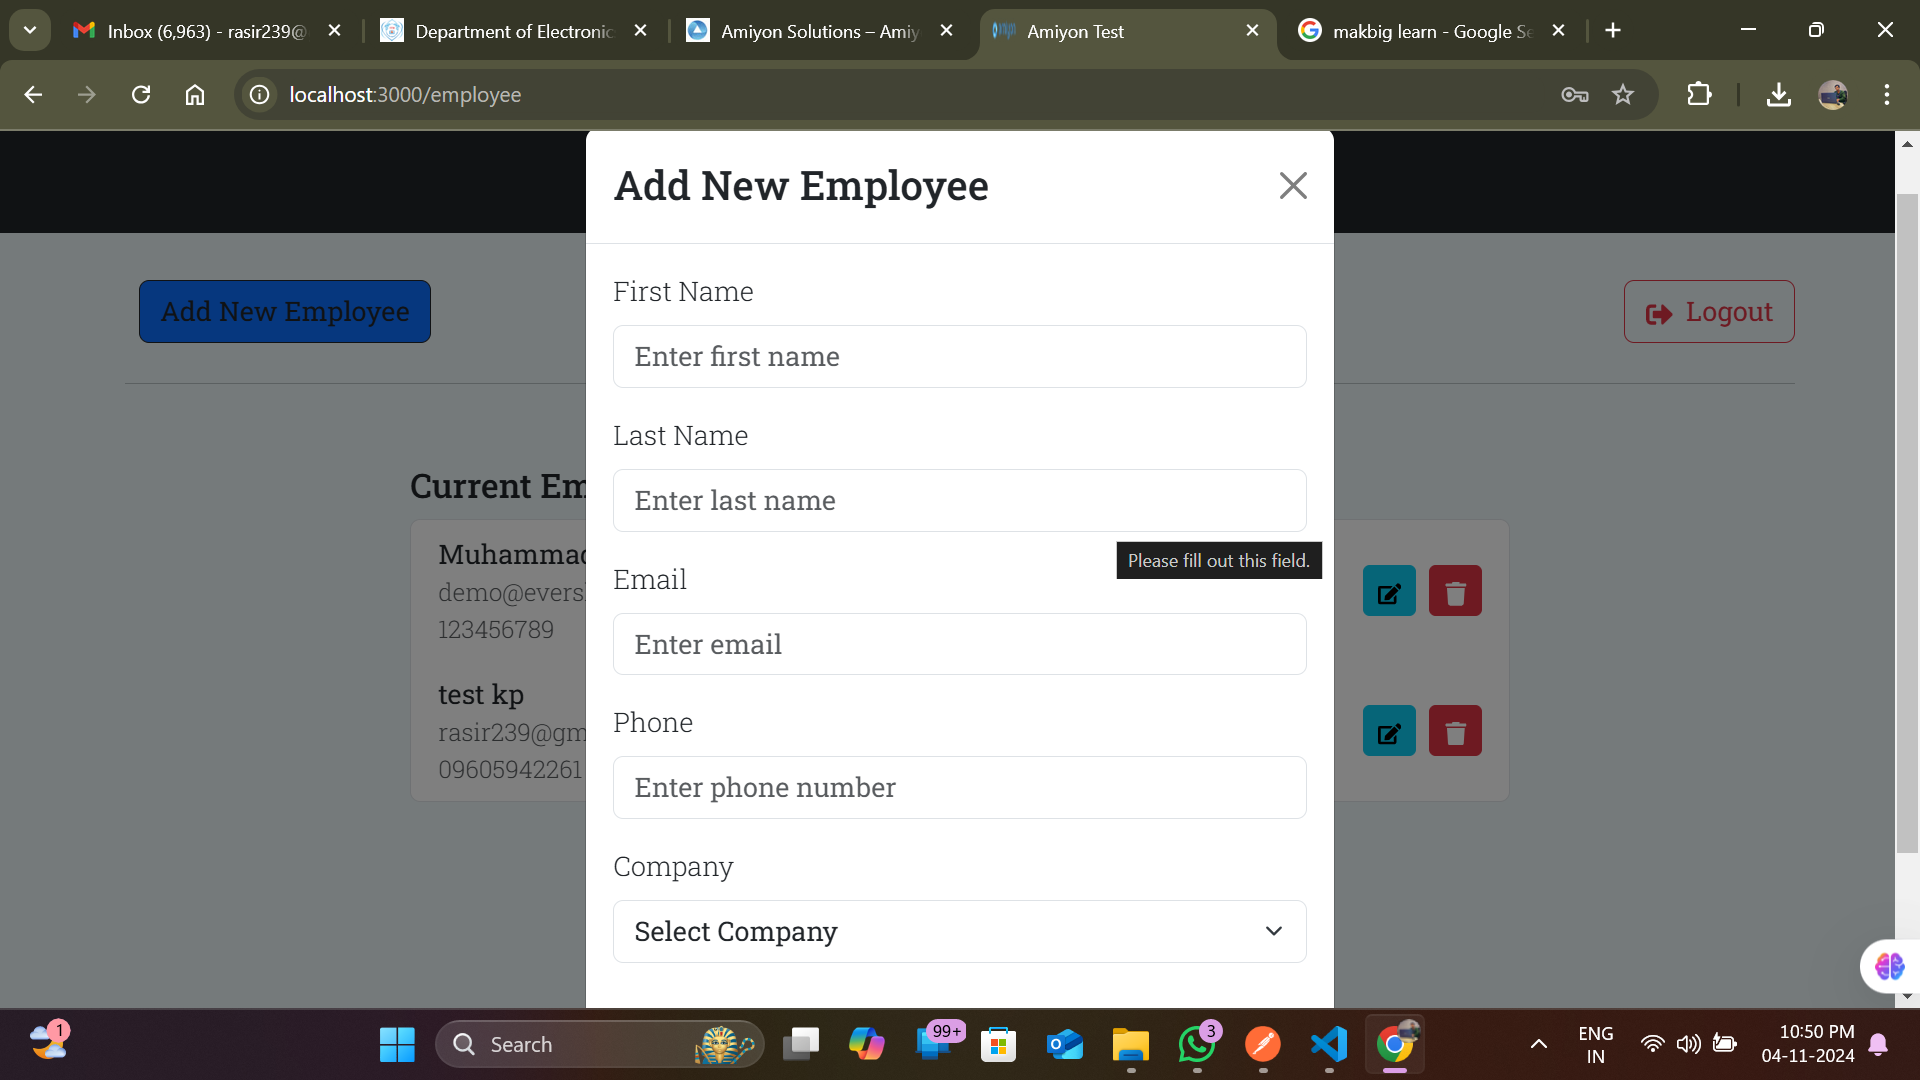 Inbox (6,963) - rasir239@
Department of Electronic
Amiyon Solutions – Amiy
Amiyon Test
makbig learn - Google Se
localhost:3000/employee
Add New Employee
Add New Employee
Logout
First Name
Enter first name
Last Name
Enter last name
Please fill out this field.
Email
Enter email
Phone
Enter phone number
Company
Select Company
Current Em
Muhammad
demo@evers
123456789
test kp
rasir239@gm
09605942261
1
Search
99+
3
ENG
IN
10:50 PM
04-11-2024